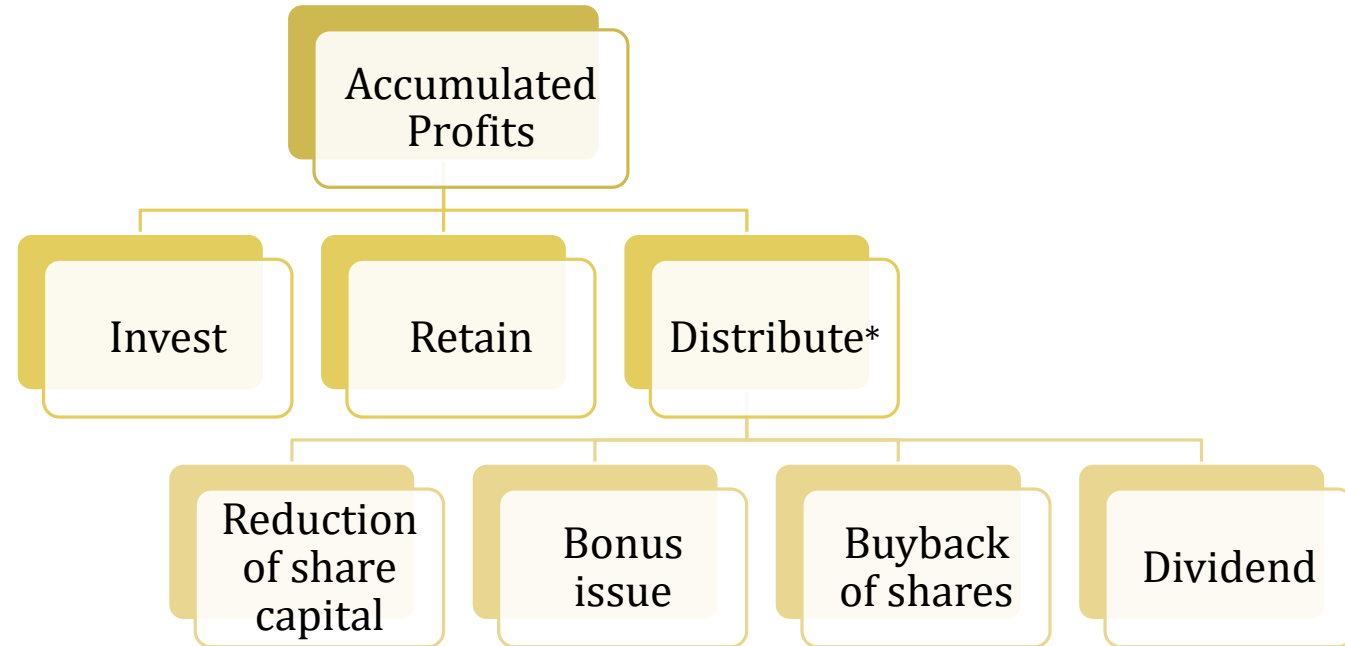 Accumulated
Profits
Invest
Retain
Distribute*
Reduction
of share
capital
Bonus
issue
Buyback
of shares
Dividend